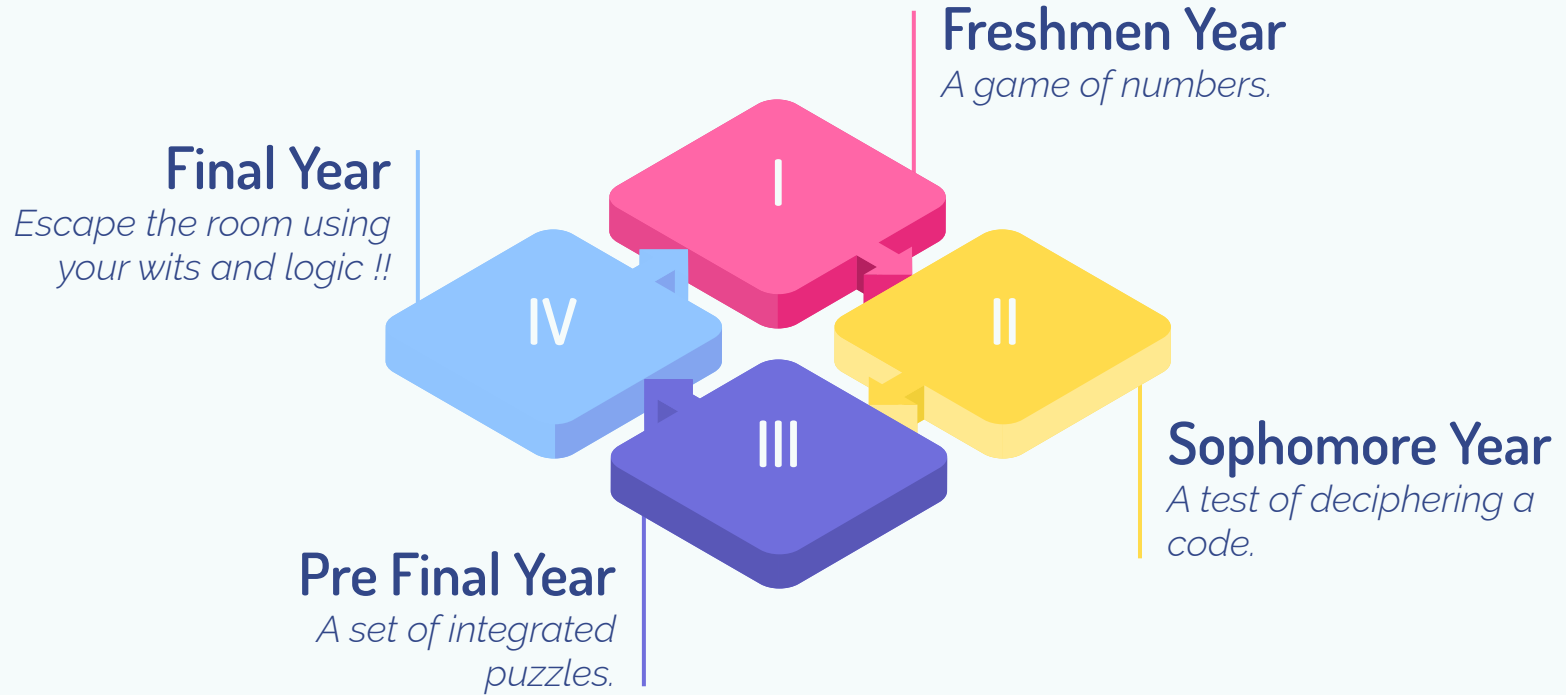 Freshmen Year
A game of numbers.
I
Final Year
Escape the room using
your wits and logic !!
IV
II
III
Sophomore Year
A test of deciphering a
code.
Pre Final Year
A set of integrated
puzzles.